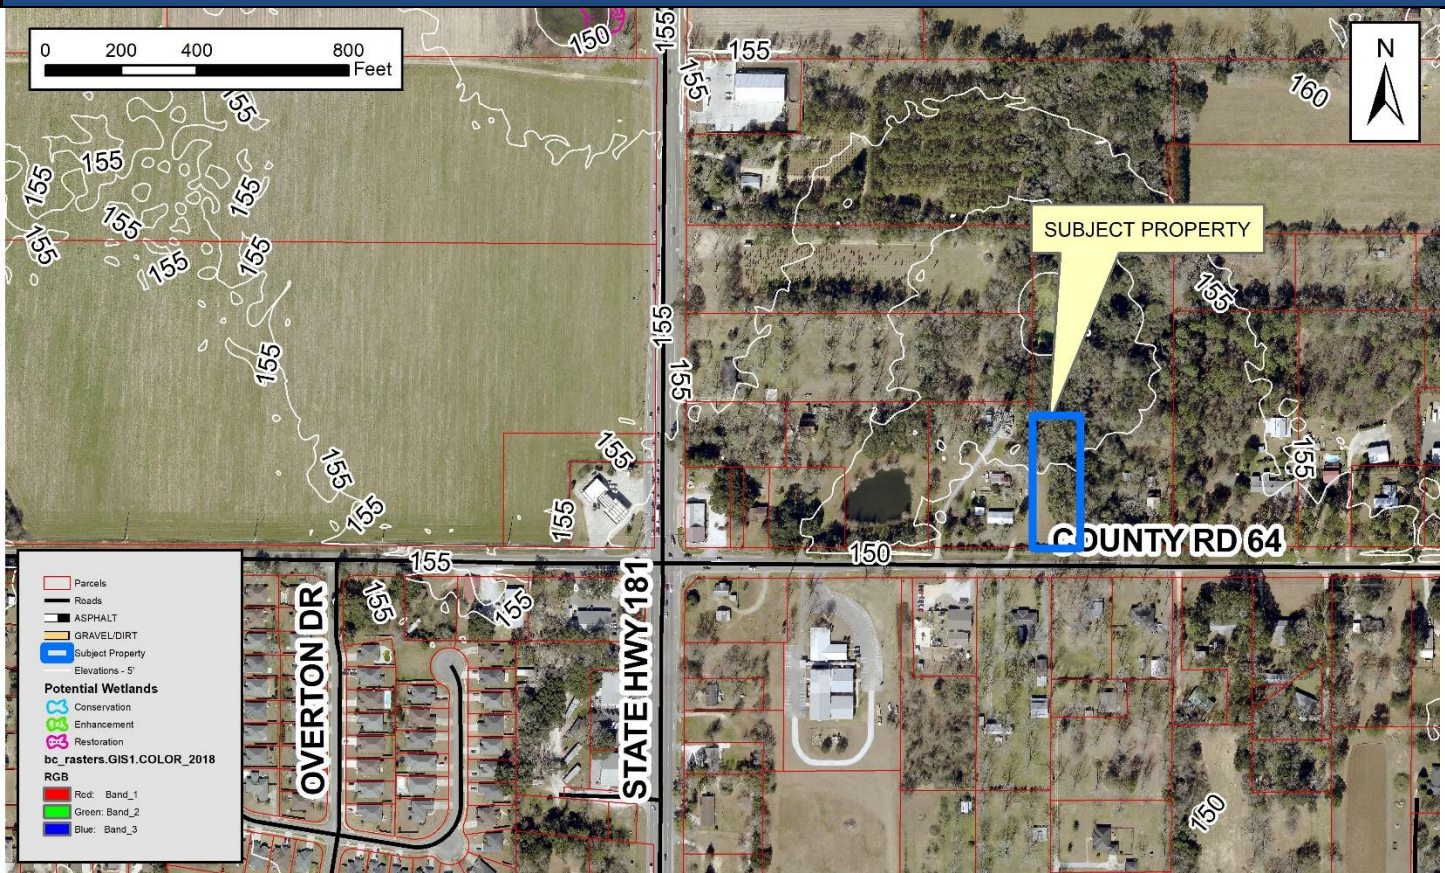 0 200 400 800
Feet
N
150
155
155
155
160
155
155
155
155
155
155
155
155
SUBJECT PROPERTY
155
155
155
155
155
155
155
155
155
155
COUNTY RD 64
150
155
155
155
OVERTON DR
STATE HWY 181
150
Parcels
Roads
ASPHALT
GRAVEL/DIRT
Subject Property
Elevations - 5'
Potential Wetlands
Conservation
Enhancement
Restoration
bc_rasters.GIS1.COLOR_2018
RGB
Red: Band_1
Green: Band_2
Blue: Band_3